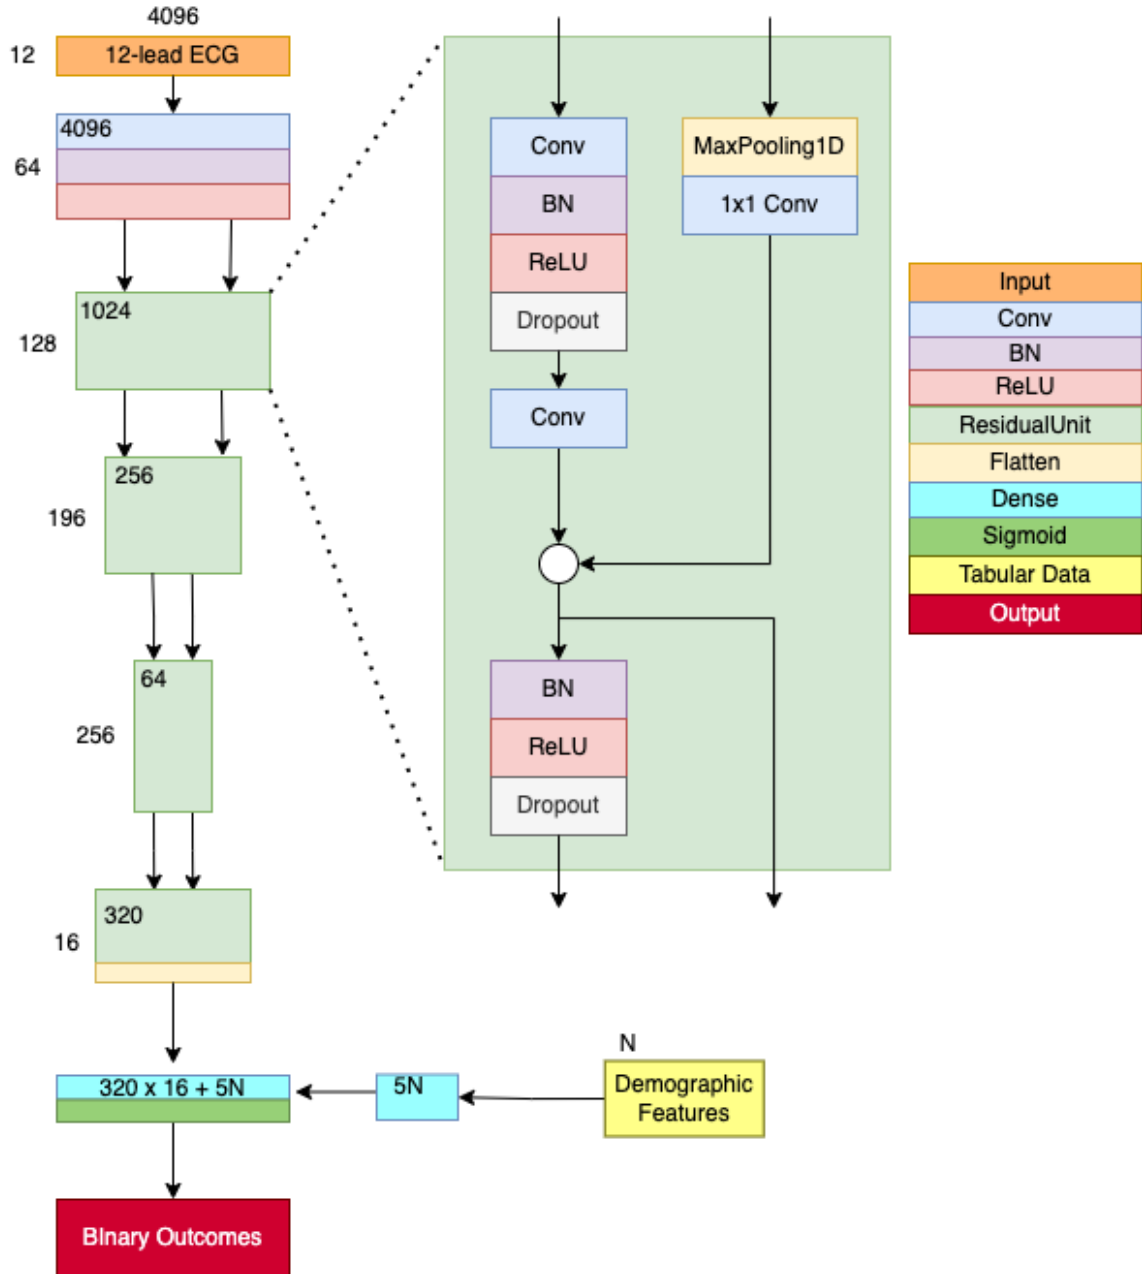 4096
12
12-lead ECG
4096
64
1024
128
256
196
64
256
320
16
320 x 16 + 5N
5N
N
Demographic
Features
BInary Outcomes
Conv
BN
ReLU
Dropout
Conv
MaxPooling1D
1x1 Conv
BN
ReLU
Dropout
Input
Conv
BN
ReLU
ResidualUnit
Flatten
Dense
Sigmoid
Tabular Data
Output